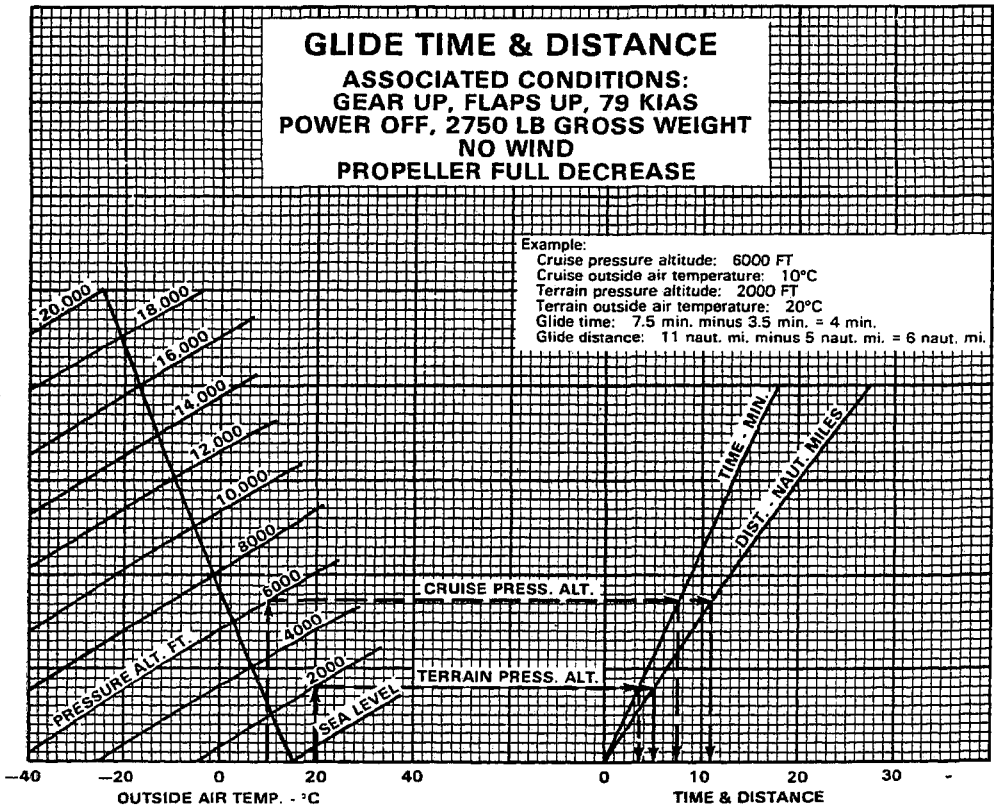 GLIDE TIME & DISTANCE
ASSOCIATED CONDITIONS:
GEAR UP, FLAPS UP, 79 KIAS
POWER OFF, 2750 LB GROSS WEIGHT
NO WIND
PROPELLER FULL DECREASE
Example:
Cruise pressure altitude: 6000 FT
Cruise outside air temperature: 10°C
Terrain pressure altitude: 2000 FT
Terrain outside air temperature: 20°C
Glide time: 7.5 min. minus 3.5 min. = 4 min.
Glide distance: 11 naut. mi. minus 5 naut. mi. = 6 naut. mi.
20,000
18,000
16,000
14,000
12,000
10,000
8000
6000
4000
2000
SEA LEVEL
PRESSURE ALT. FT.
TIME - MIN.
DIST. - NAUT. MILES
CRUISE PRESS. ALT.
TERRAIN PRESS. ALT.
−40 −20 0 20 40 0 10 20 30 -
OUTSIDE AIR TEMP. - °C
TIME & DISTANCE